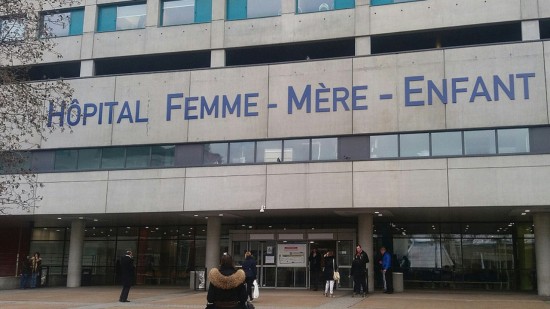 HÔPITAL FEMME - MÈRE - ENFANT